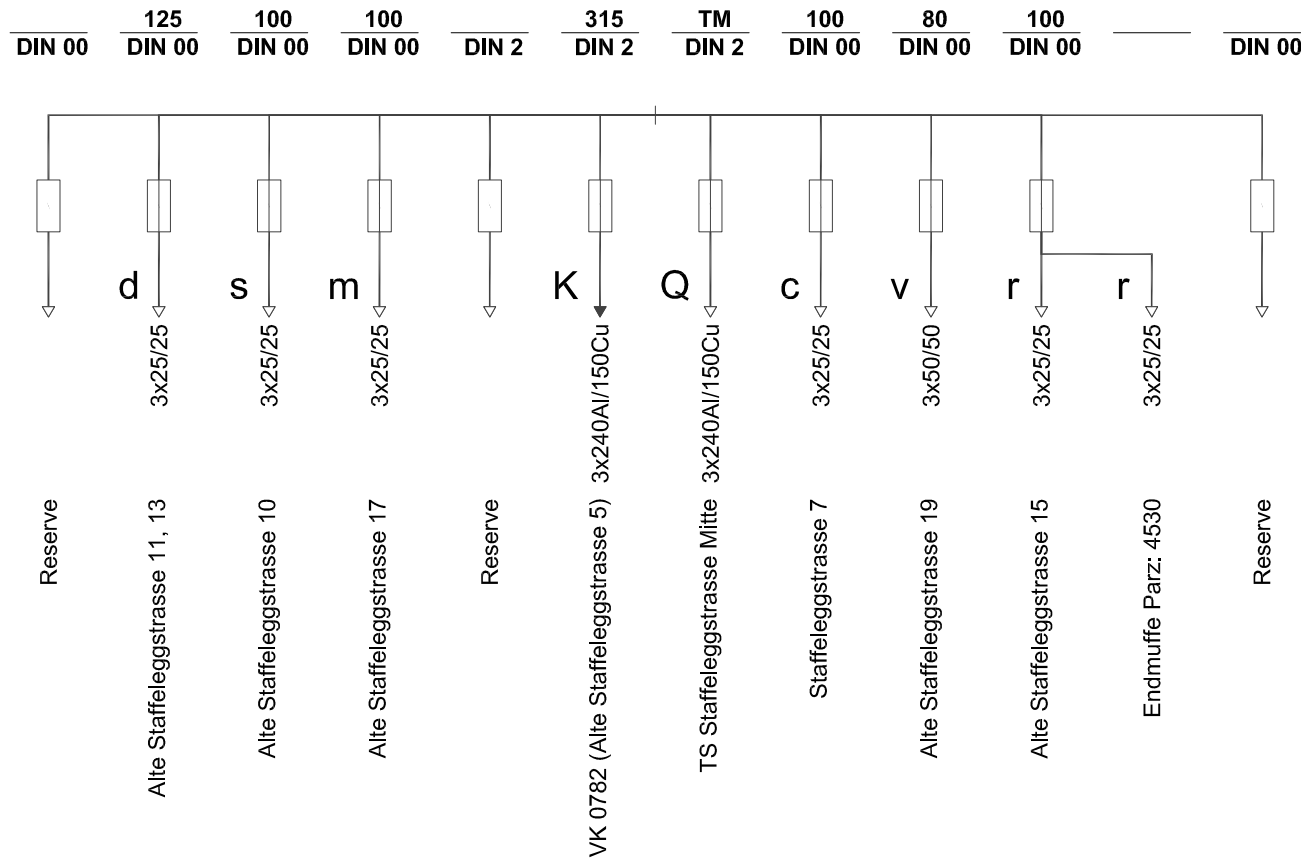 125 100 100 315 TM 100 80 100
DIN 00 DIN 00 DIN 00 DIN 00 DIN 2 DIN 2 DIN 2 DIN 00 DIN 00 DIN 00 DIN 00
d s m K Q c v r r
3x25/25
3x25/25
3x25/25
3x240Al/150Cu
3x240Al/150Cu
3x25/25
3x50/50
3x25/25
3x25/25
Reserve
Alte Staffeleggstrasse 11, 13
Alte Staffeleggstrasse 10
Alte Staffeleggstrasse 17
Reserve
VK 0782 (Alte Staffeleggstrasse 5)
TS Staffeleggstrasse Mitte
Staffeleggstrasse 7
Alte Staffeleggstrasse 19
Alte Staffeleggstrasse 15
Endmuffe Parz: 4530
Reserve